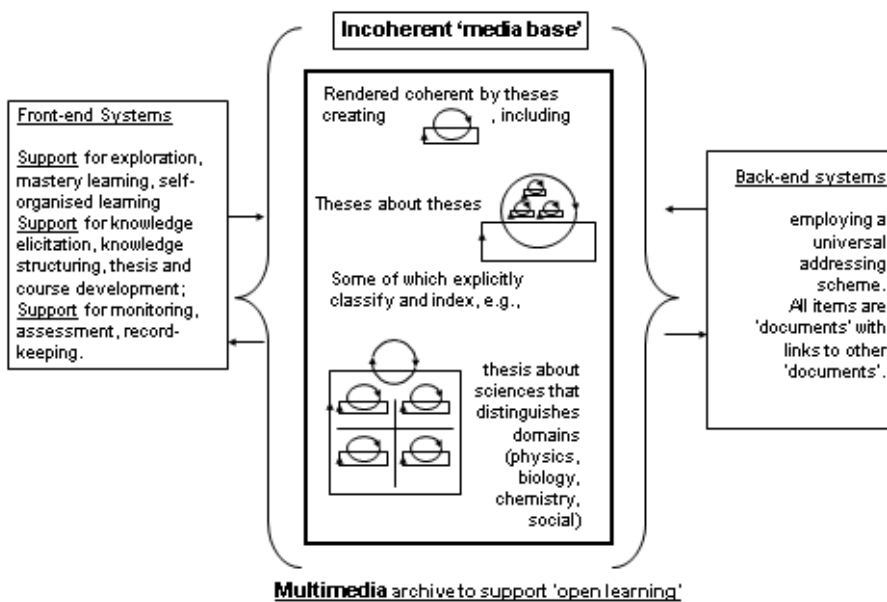 Incoherent ‘media base’
Front-end Systems
Support for exploration,
mastery learning, self-
organised learning
Support for knowledge
elicitation, knowledge
structuring, thesis and
course development;
Support for monitoring,
assessment, record-
keeping.
Rendered coherent by theses
creating , including
Theses about theses
Some of which explicitly
classify and index, e.g.,
thesis about
sciences that
distinguishes
domains
(physics,
biology,
chemistry,
social)
Back-end systems
employing a
universal
addressing
scheme.
All items are
'documents' with
links to other
'documents'.
Multimedia archive to support 'open learning'